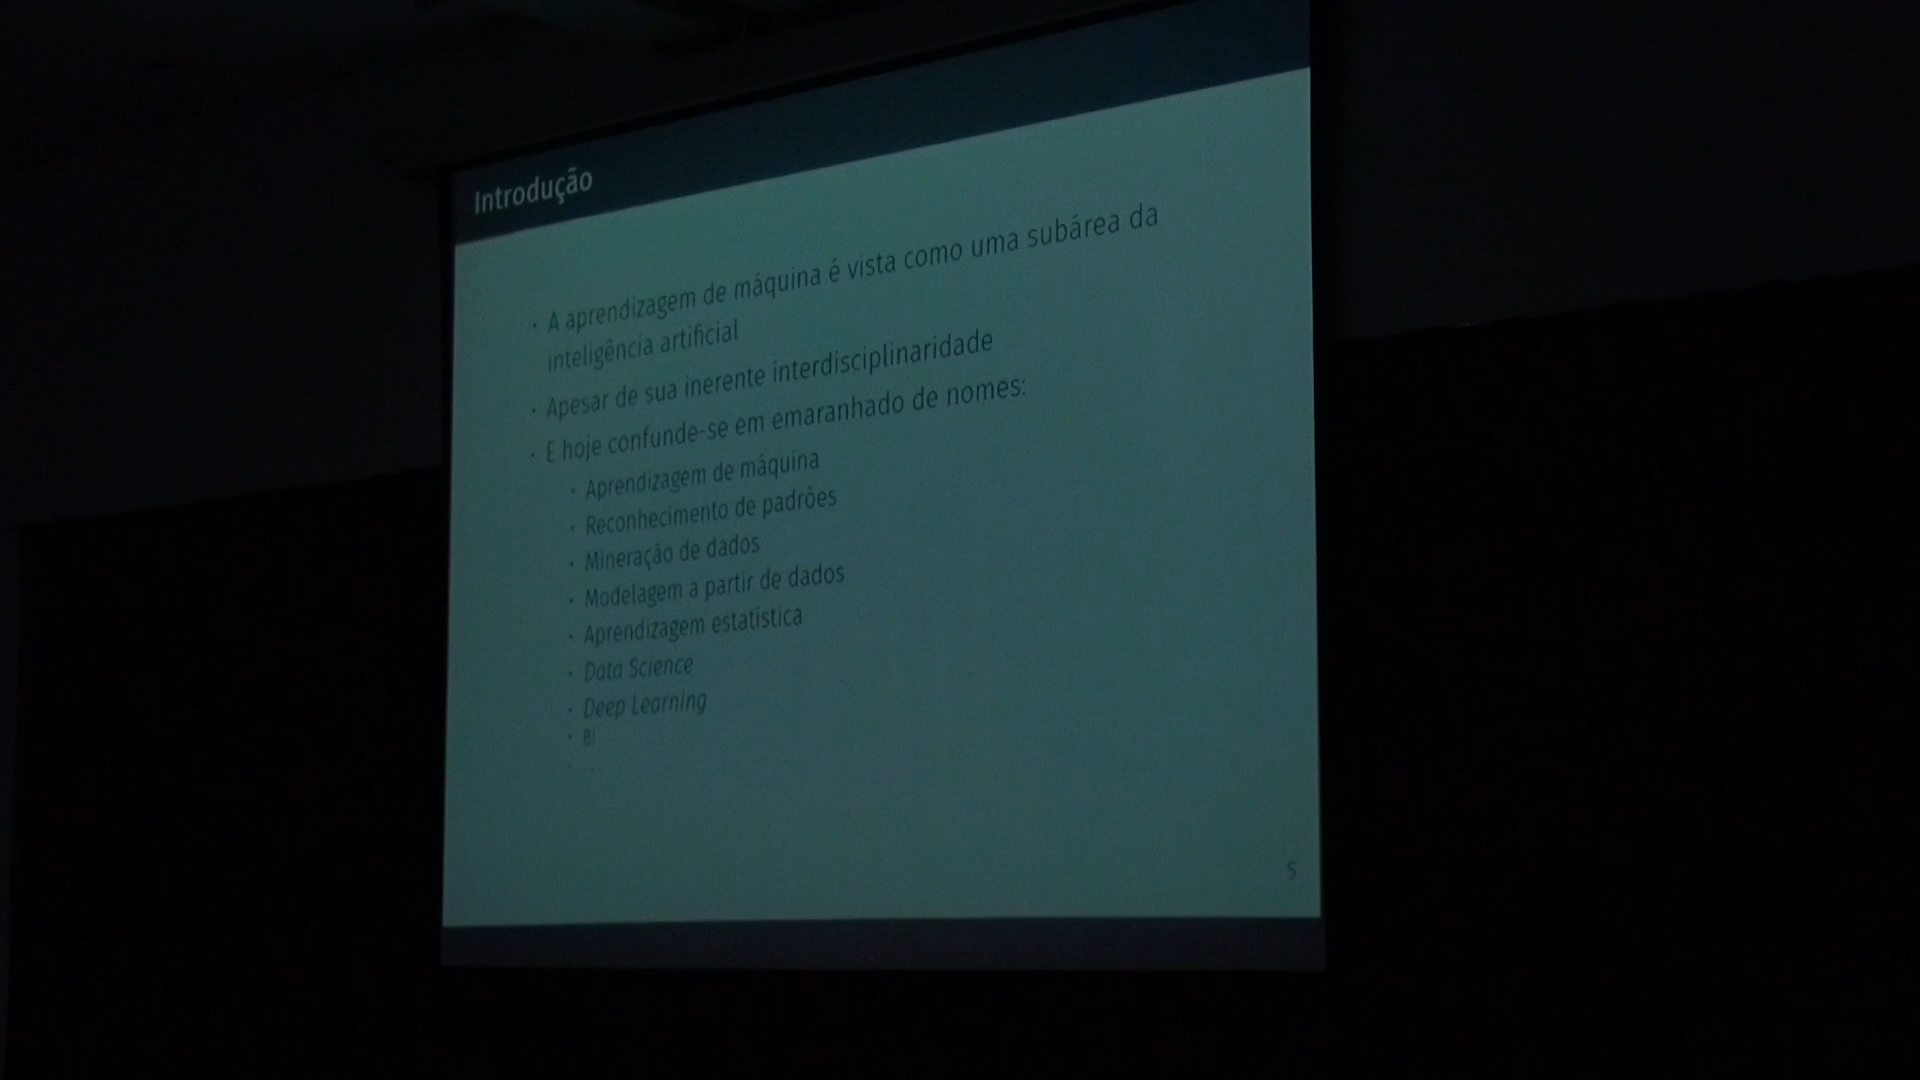 Introdução
· A aprendizagem de máquina é vista como uma subárea da
inteligência artificial
· Apesar de sua inerente interdisciplinaridade
· E hoje confunde-se em emaranhado de nomes:
· Aprendizagem de máquina
· Reconhecimento de padrões
· Mineração de dados
· Modelagem a partir de dados
· Aprendizagem estatística
· Data Science
· Deep Learning
· BI
· ...
5